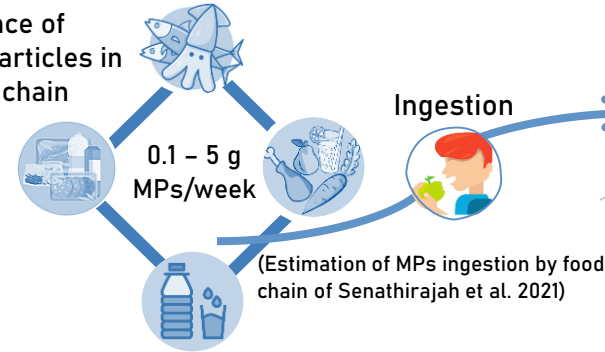 nce of
articles in
chain
Ingestion
0.1 – 5 g
MPs/week
(Estimation of MPs ingestion by food
chain of Senathirajah et al. 2021)